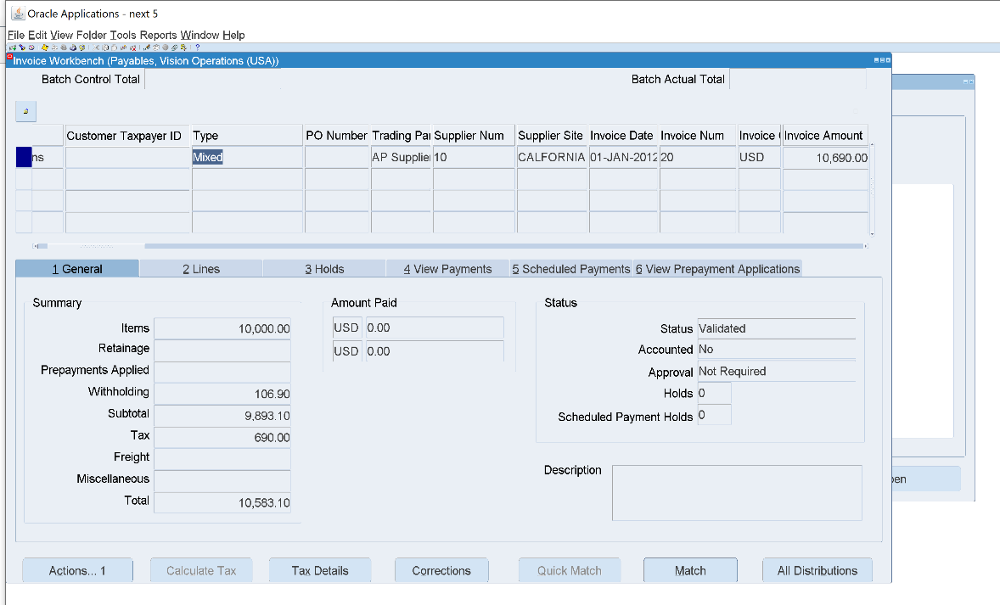 Oracle Applications - next 5
File Edit View Folder Tools Reports Window Help
Invoice Workbench (Payables, Vision Operations (USA))
Batch Control Total
Batch Actual Total
Customer Taxpayer ID Type PO Number Trading Pa Supplier Num Supplier Site Invoice Date Invoice Num Invoice Invoice Amount
ns Mixed AP Supplie 10 CALFORNIA 01-JAN-2012 20 USD 10,690.00
1 General 2 Lines 3 Holds 4 View Payments 5 Scheduled Payments 6 View Prepayment Applications
Summary
Items 10,000.00
Retainage
Prepayments Applied
Withholding 106.90
Subtotal 9,893.10
Tax 690.00
Freight
Miscellaneous
Total 10,583.10
Amount Paid
USD 0.00
USD 0.00
Status
Status Validated
Accounted No
Approval Not Required
Holds 0
Scheduled Payment Holds 0
Description
pen
Actions... 1 Calculate Tax Tax Details Corrections Quick Match Match All Distributions